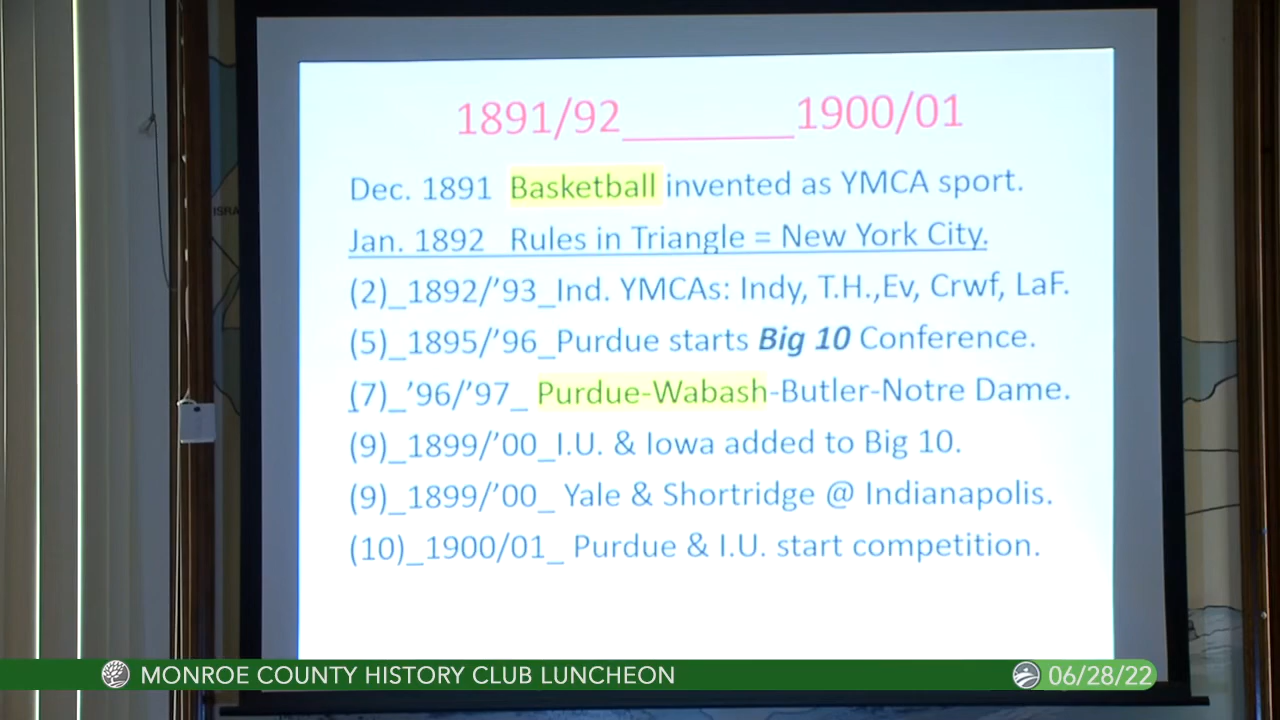 1891/92_______1900/01
Dec. 1891 Basketball invented as YMCA sport.
Jan. 1892 Rules in Triangle = New York City.
(2)_1892/’93_Ind. YMCAs: Indy, T.H.,Ev, Crwf, LaF.
(5)_1895/’96_Purdue starts Big 10 Conference.
(7)_’96/’97_ Purdue-Wabash-Butler-Notre Dame.
(9)_1899/’00_I.U. & Iowa added to Big 10.
(9)_1899/’00_ Yale & Shortridge @ Indianapolis.
(10)_1900/01_ Purdue & I.U. start competition.
ISRA
MONROE COUNTY HISTORY CLUB LUNCHEON 06/28/22